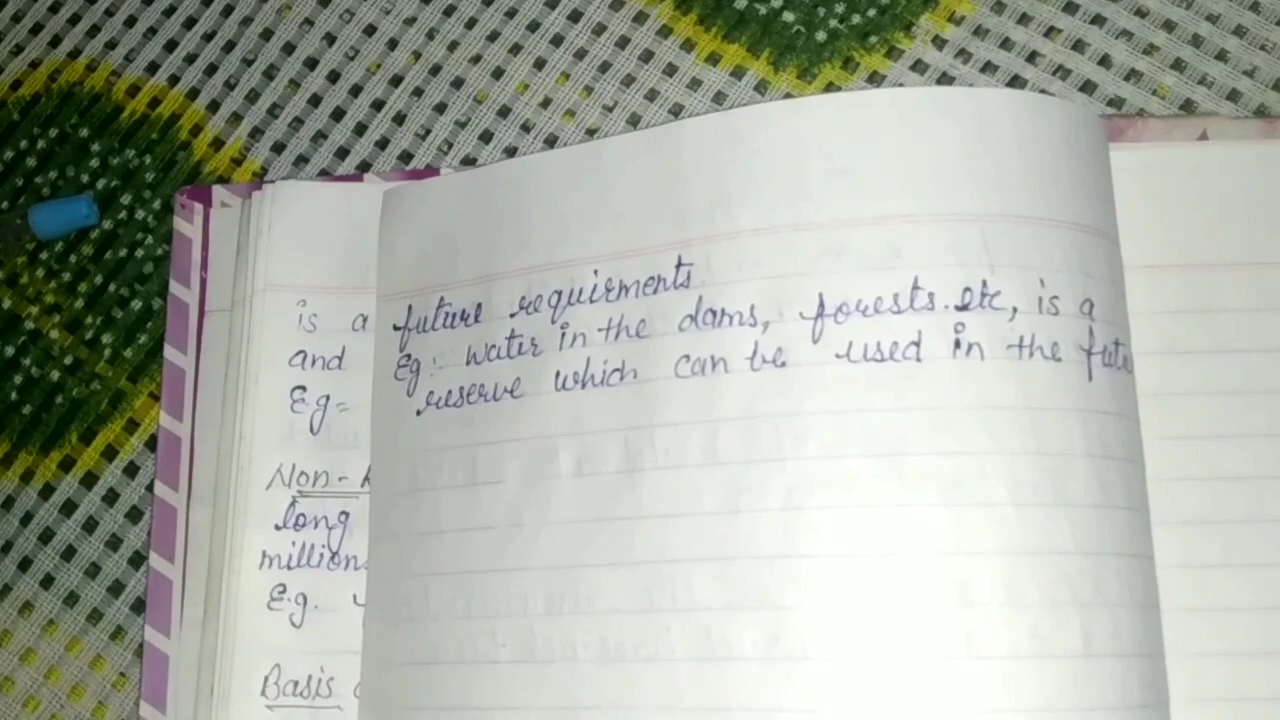 future requirments
Eg: water in the dams, forests. etc, is a
reserve which can be used in the
is a
and
Eg=
Non-
long
million
E.g.
Basis